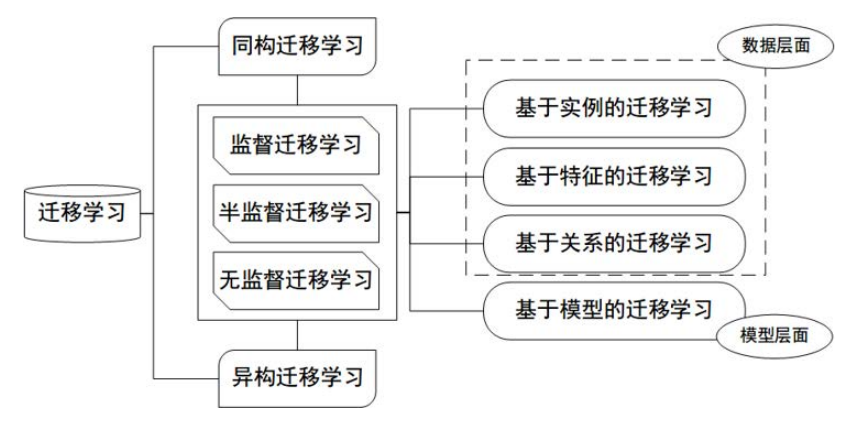 同构迁移学习
数据层面
基于实例的迁移学习
监督迁移学习
基于特征的迁移学习
迁移学习
半监督迁移学习
基于关系的迁移学习
无监督迁移学习
基于模型的迁移学习
模型层面
异构迁移学习